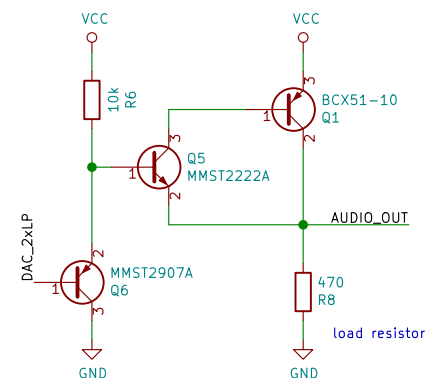 VCC
VCC
10k
R6
3
BCX51-10
1
Q1
2
3
Q5
1
MMST2222A
2
AUDIO_OUT
DAC_2xLP
2
MMST2907A
1
Q6
3
470
R8
load resistor
GND
GND